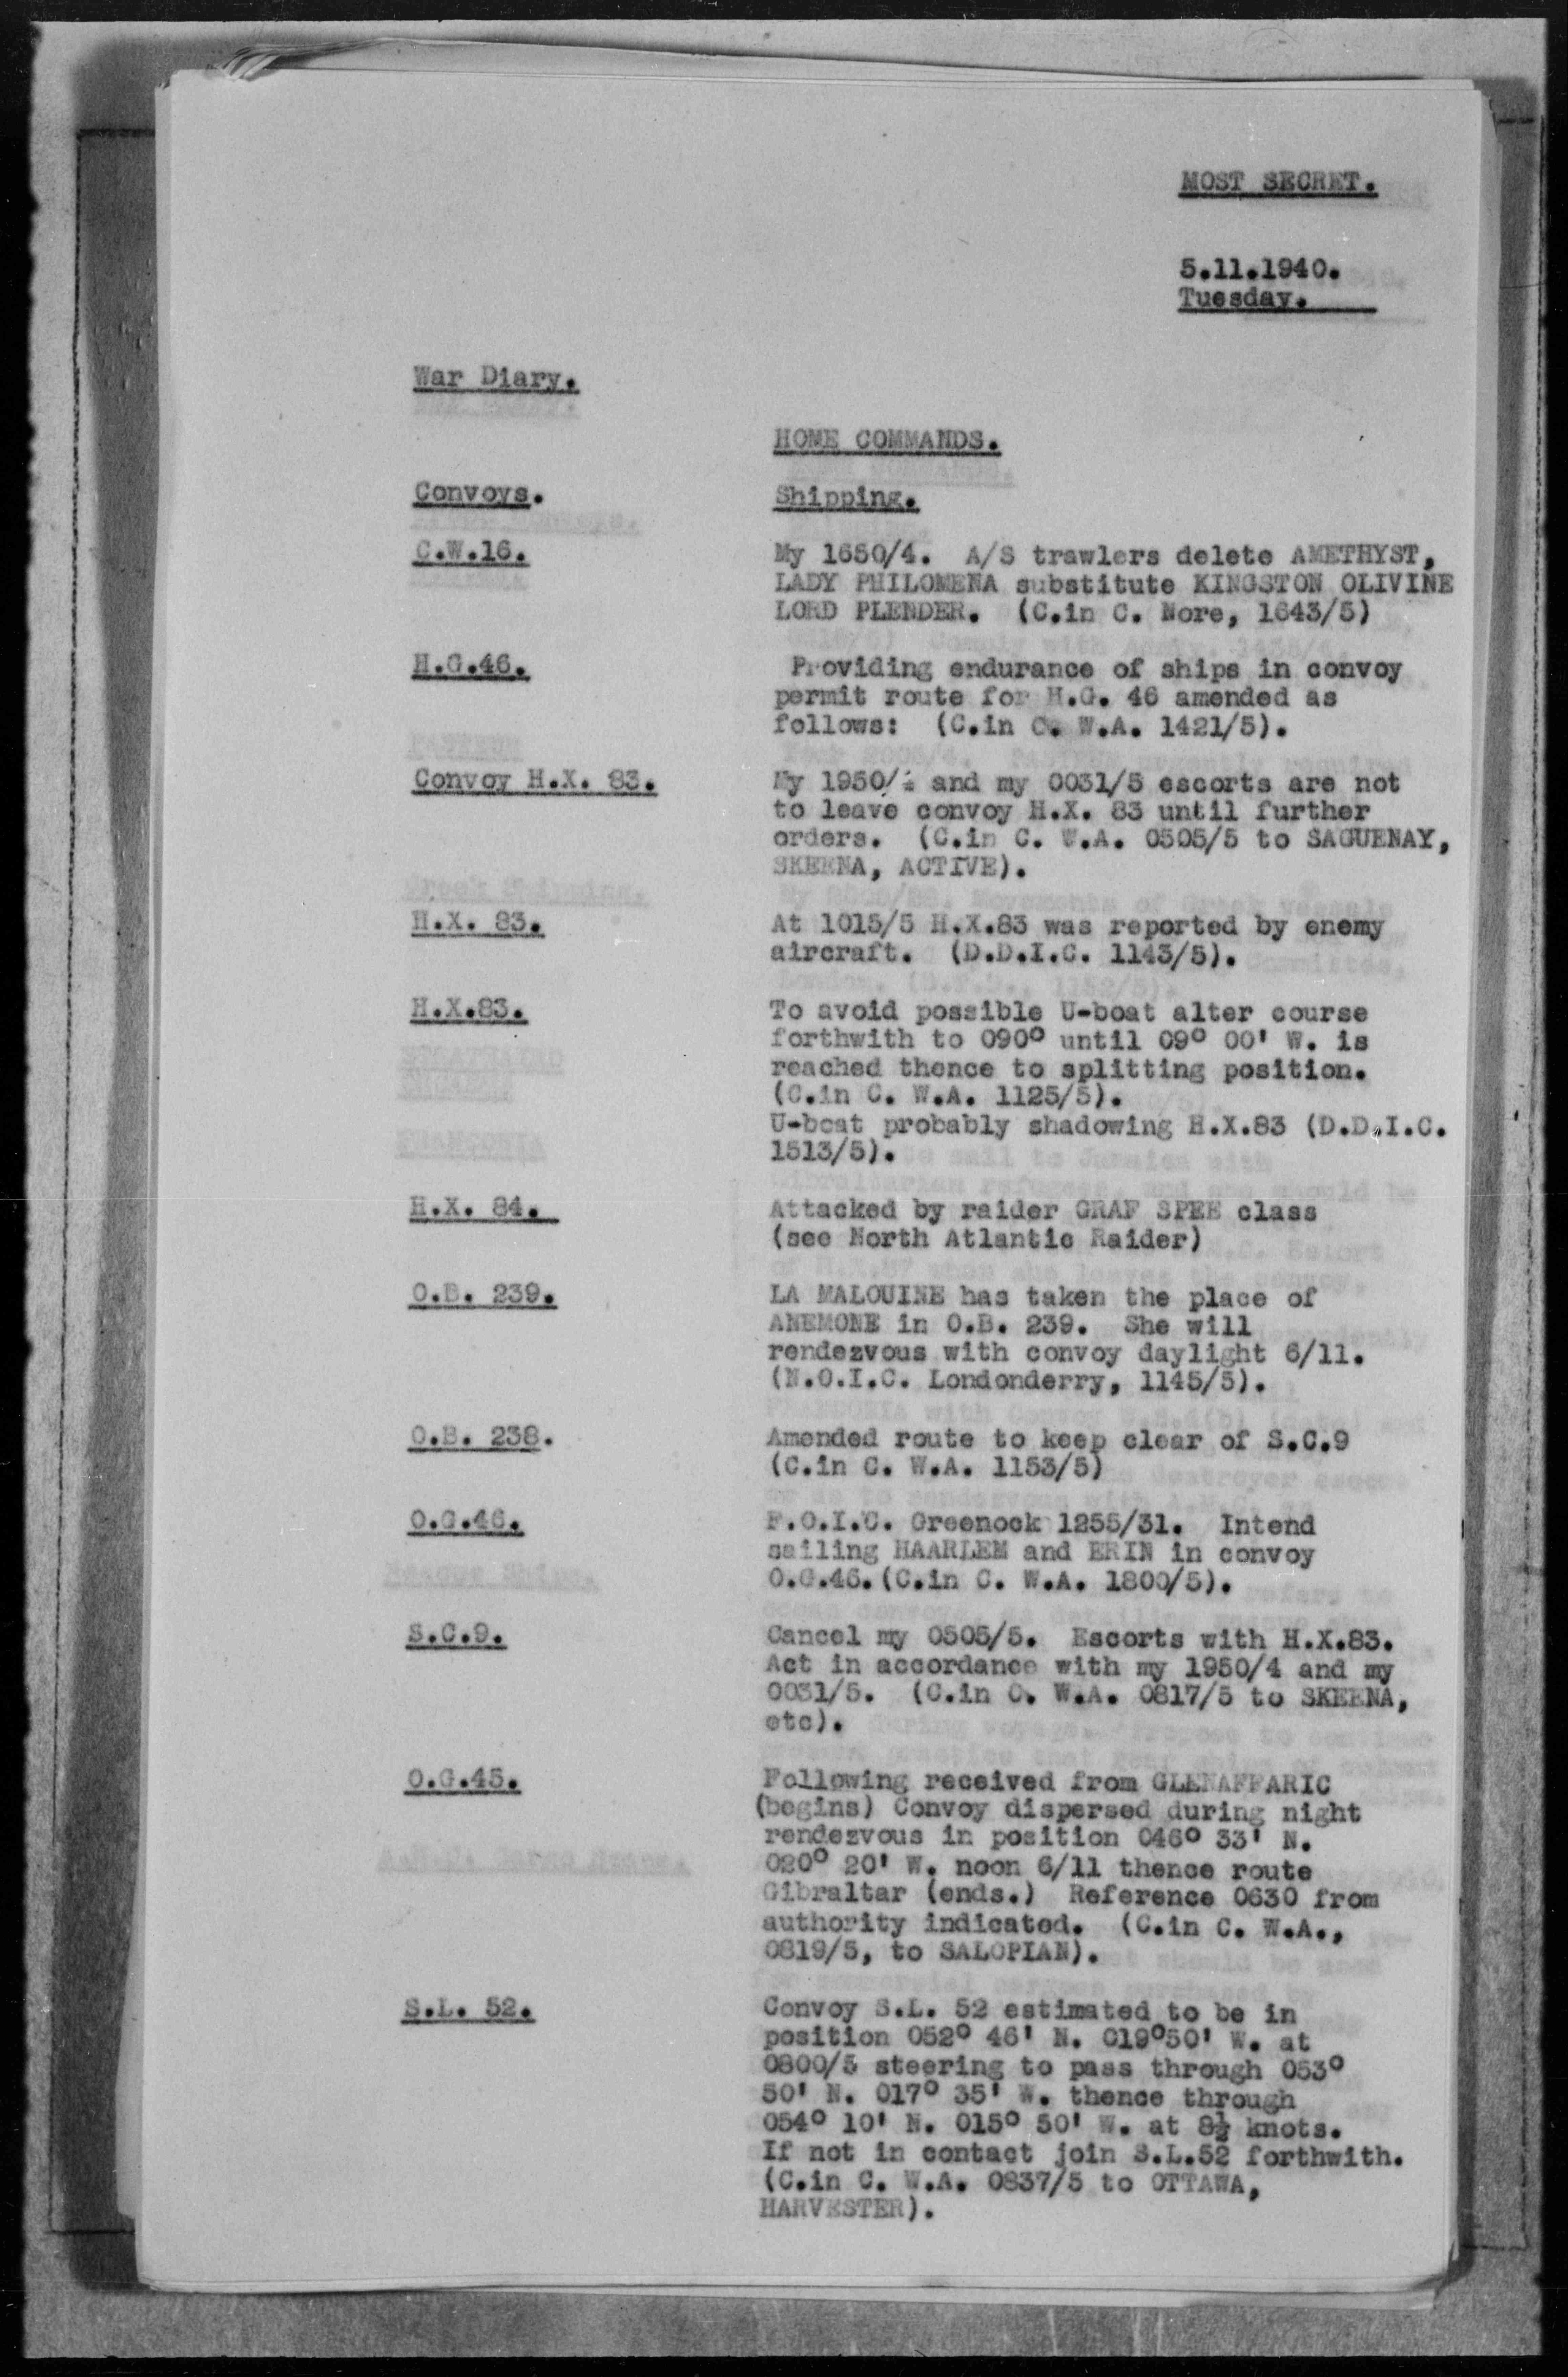 MOST SECRET.
5.11.1940.
Tuesday.
War Diary.
HOME COMMANDS.
Convoys.
Shipping.
C.W.16.
My 1650/4. A/S trawlers delete AMETHYST,
LADY PHILOMENA substitute KINGSTON OLIVINE
LORD PLENDER. (C.in C. Nore, 1643/5)
H.G.46.
Providing endurance of ships in convoy
permit route for H.G. 46 amended as
follows: (C.in C. W.A. 1421/5).
Convoy H.X. 83.
My 1950/4 and my 0031/5 escorts are not
to leave convoy H.X. 83 until further
orders. (C.in C. W.A. 0505/5 to SAGUENAY,
SKEENA, ACTIVE).
H.X. 83.
At 1015/5 H.X.83 was reported by enemy
aircraft. (D.D.I.C. 1143/5).
H.X.83.
To avoid possible U-boat alter course
forthwith to 090° until 09° 00' W. is
reached thence to splitting position.
(C.in C. W.A. 1125/5).
U-boat probably shadowing H.X.83 (D.D.I.C.
1513/5).
H.X. 84.
Attacked by raider GRAF SPEE class
(see North Atlantic Raider)
O.B. 239.
LA MALOUINE has taken the place of
ANEMONE in O.B. 239. She will
rendezvous with convoy daylight 6/11.
(N.O.I.C. Londonderry, 1145/5).
O.B. 238.
Amended route to keep clear of S.C.9
(C.in C. W.A. 1153/5)
O.G.46.
F.O.I.C. Greenock 1255/31. Intend
sailing HAARLEM and ERIN in convoy
O.G.46.(C.in C. W.A. 1800/5).
S.C.9.
Cancel my 0505/5. Escorts with H.X.83.
Act in accordance with my 1950/4 and my
0031/5. (C.in C. W.A. 0817/5 to SKEENA,
etc).
O.G.45.
Following received from GLENAFFARIC
(begins) Convoy dispersed during night
rendezvous in position 046° 33' N.
020° 20' W. noon 6/11 thence route
Gibraltar (ends.) Reference 0630 from
authority indicated. (C.in C. W.A.,
0819/5, to SALOPIAN).
S.L. 52.
Convoy S.L. 52 estimated to be in
position 052° 46' N. 019°50' W. at
0800/5 steering to pass through 053°
50' N. 017° 35' W. thence through
054° 10' N. 015° 50' W. at 8½ knots.
If not in contact join S.L.52 forthwith.
(C.in C. W.A. 0837/5 to OTTAWA,
HARVESTER).